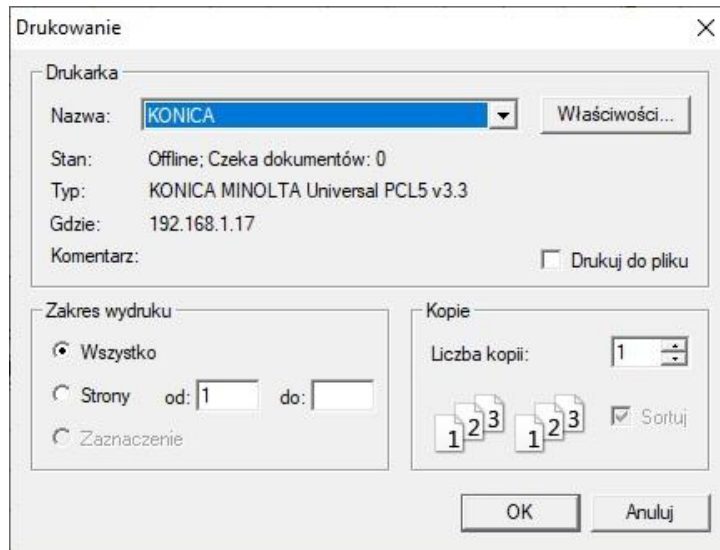 Drukowanie
Drukarka
Nazwa: KONICA Właściwości...
Stan: Offline; Czeka dokumentów: 0
Typ: KONICA MINOLTA Universal PCL5 v3.3
Gdzie: 192.168.1.17
Komentarz: Drukuj do pliku
Zakres wydruku
Wszystko
Strony od: 1 do:
Zaznaczenie
Kopie
Liczba kopii: 1
1 2 3 1 2 3 Sortuj
OK Anuluj